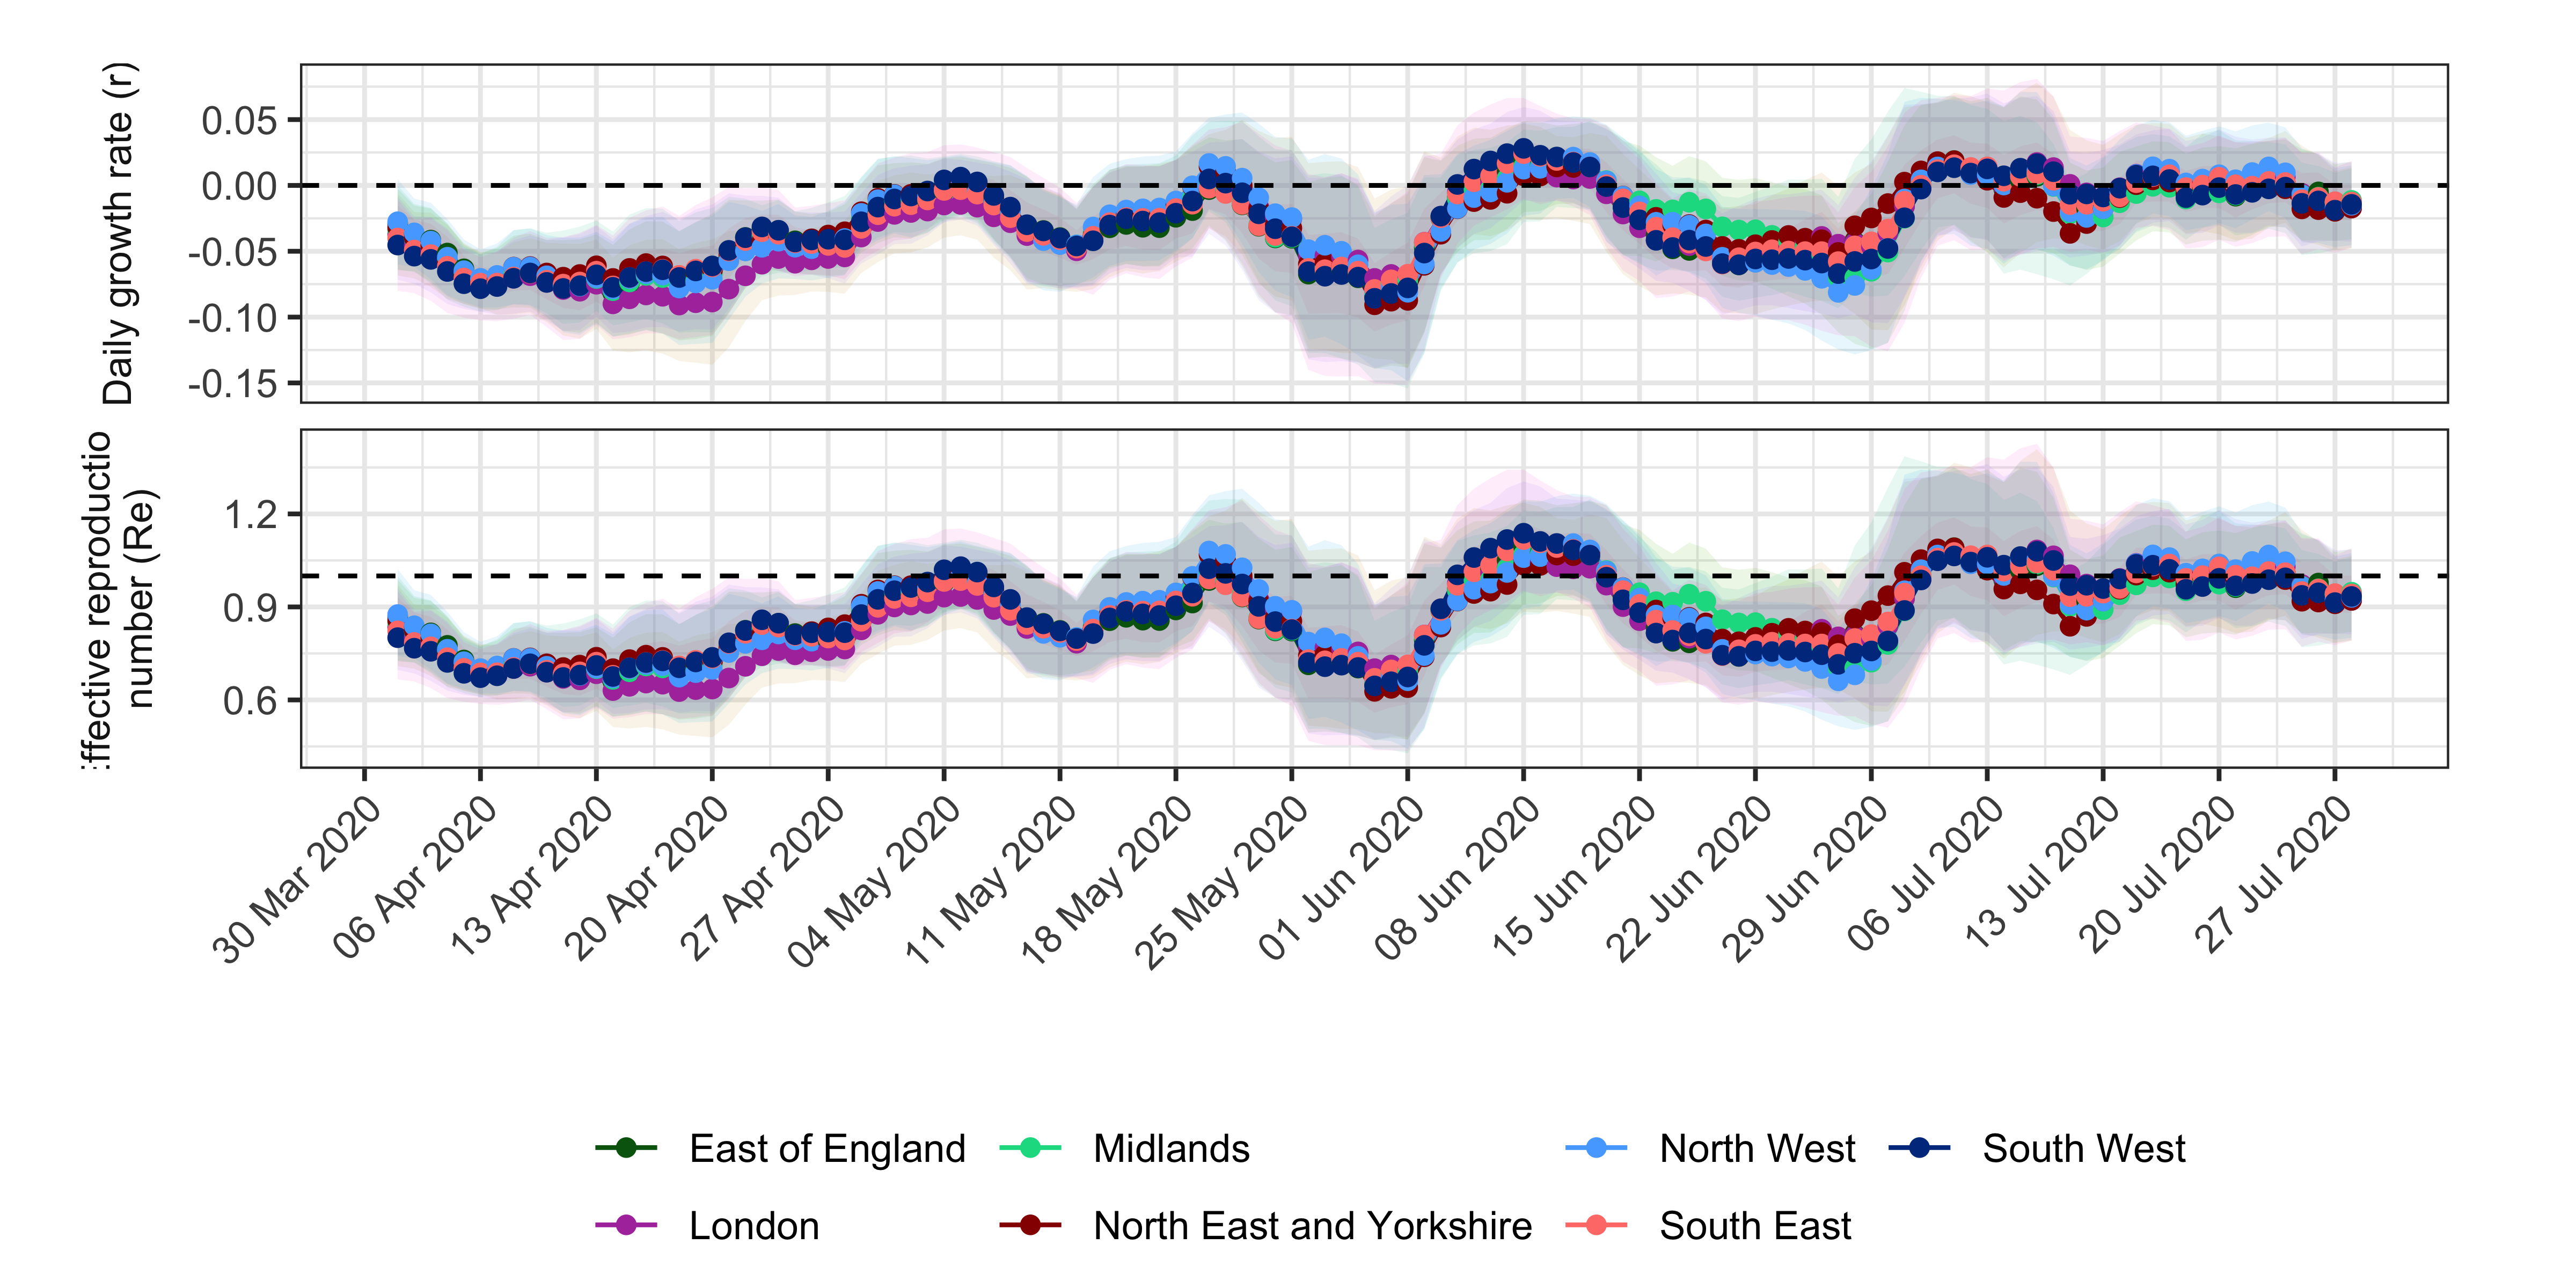 Daily growth rate (r)
0.05
0.00
-0.05
-0.10
-0.15
ffective reproductio
number (Re)
1.2
0.9
0.6
30 Mar 2020
06 Apr 2020
13 Apr 2020
20 Apr 2020
27 Apr 2020
04 May 2020
11 May 2020
18 May 2020
25 May 2020
01 Jun 2020
08 Jun 2020
15 Jun 2020
22 Jun 2020
29 Jun 2020
06 Jul 2020
13 Jul 2020
20 Jul 2020
27 Jul 2020
East of England
Midlands
North West
South West
London
North East and Yorkshire
South East